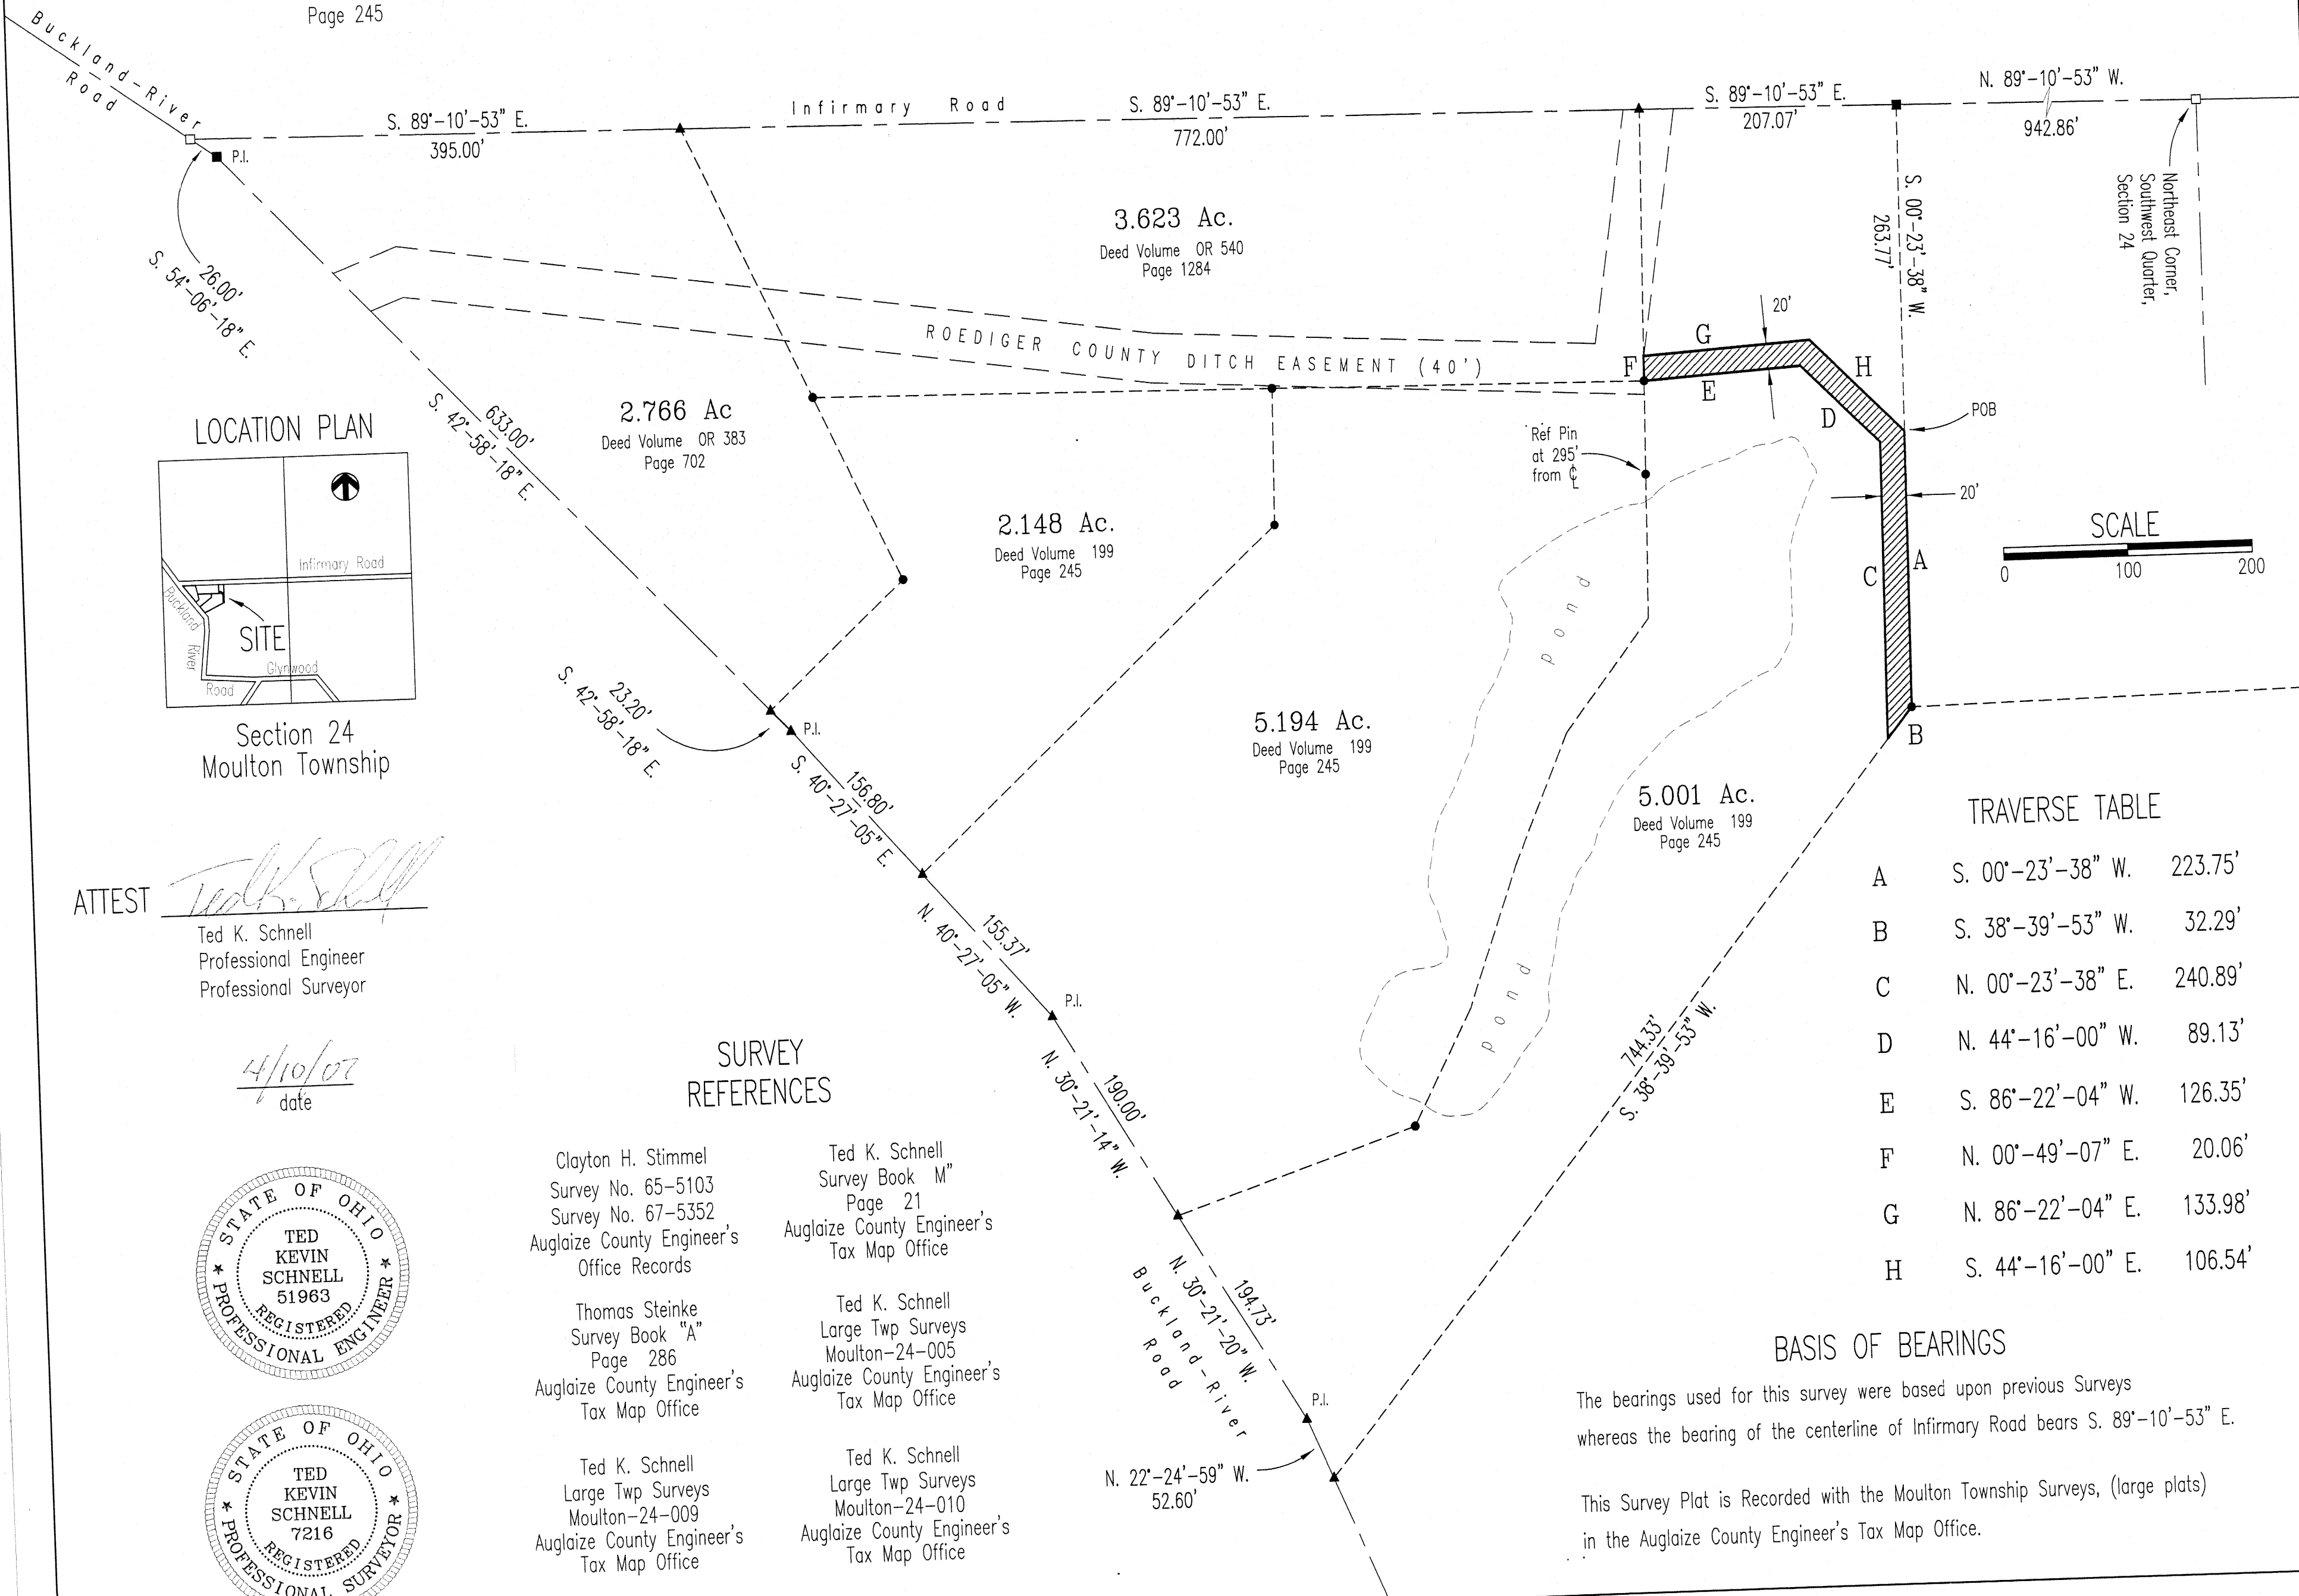 Page 245
Buckland-River
Road
S. 89°-10'-53" E.
395.00'
Infirmary Road
S. 89°-10'-53" E.
772.00'
S. 89°-10'-53" E.
207.07'
N. 89°-10'-53" W.
942.86'
P.I.
26.00'
S. 54°-06'-18" E.
3.623 Ac.
Deed Volume OR 540
Page 1284
S. 00°-23'-38" W.
263.77'
Northeast Corner,
Southwest Quarter,
Section 24
ROEDIGER COUNTY DITCH EASEMENT (40')
20'
G
F
E
H
D
POB
633.00'
S. 42°-58'-18" E.
2.766 Ac
Deed Volume OR 383
Page 702
Ref Pin
at 295'
from ℄
20'
2.148 Ac.
Deed Volume 199
Page 245
C
A
B
SCALE
0 100 200
LOCATION PLAN
Infirmary Road
Buckland
River
Road
SITE
Glynwood
Section 24
Moulton Township
pond
23.20'
S. 42°-58'-18" E.
P.I.
5.194 Ac.
Deed Volume 199
Page 245
156.80'
S. 40°-27'-05" E.
5.001 Ac.
Deed Volume 199
Page 245
155.37'
N. 40°-27'-05" W.
P.I.
pond
190.00'
N. 30°-21'-14" W.
744.33'
S. 38°-39'-53" W.
194.73'
N. 30°-21'-20" W.
Buckland-River
Road
P.I.
N. 22°-24'-59" W.
52.60'
TRAVERSE TABLE
A S. 00°-23'-38" W. 223.75'
B S. 38°-39'-53" W. 32.29'
C N. 00°-23'-38" E. 240.89'
D N. 44°-16'-00" W. 89.13'
E S. 86°-22'-04" W. 126.35'
F N. 00°-49'-07" E. 20.06'
G N. 86°-22'-04" E. 133.98'
H S. 44°-16'-00" E. 106.54'
BASIS OF BEARINGS
The bearings used for this survey were based upon previous Surveys
whereas the bearing of the centerline of Infirmary Road bears S. 89°-10'-53" E.
This Survey Plat is Recorded with the Moulton Township Surveys, (large plats)
in the Auglaize County Engineer's Tax Map Office.
ATTEST Ted K. Schnell
Ted K. Schnell
Professional Engineer
Professional Surveyor
4/10/07
date
STATE OF OHIO
TED
KEVIN
SCHNELL
51963
REGISTERED
PROFESSIONAL ENGINEER
STATE OF OHIO
TED
KEVIN
SCHNELL
7216
REGISTERED
PROFESSIONAL SURVEYOR
SURVEY
REFERENCES
Clayton H. Stimmel
Survey No. 65-5103
Survey No. 67-5352
Auglaize County Engineer's
Office Records
Thomas Steinke
Survey Book "A"
Page 286
Auglaize County Engineer's
Tax Map Office
Ted K. Schnell
Large Twp Surveys
Moulton-24-009
Auglaize County Engineer's
Tax Map Office
Ted K. Schnell
Survey Book M"
Page 21
Auglaize County Engineer's
Tax Map Office
Ted K. Schnell
Large Twp Surveys
Moulton-24-005
Auglaize County Engineer's
Tax Map Office
Ted K. Schnell
Large Twp Surveys
Moulton-24-010
Auglaize County Engineer's
Tax Map Office